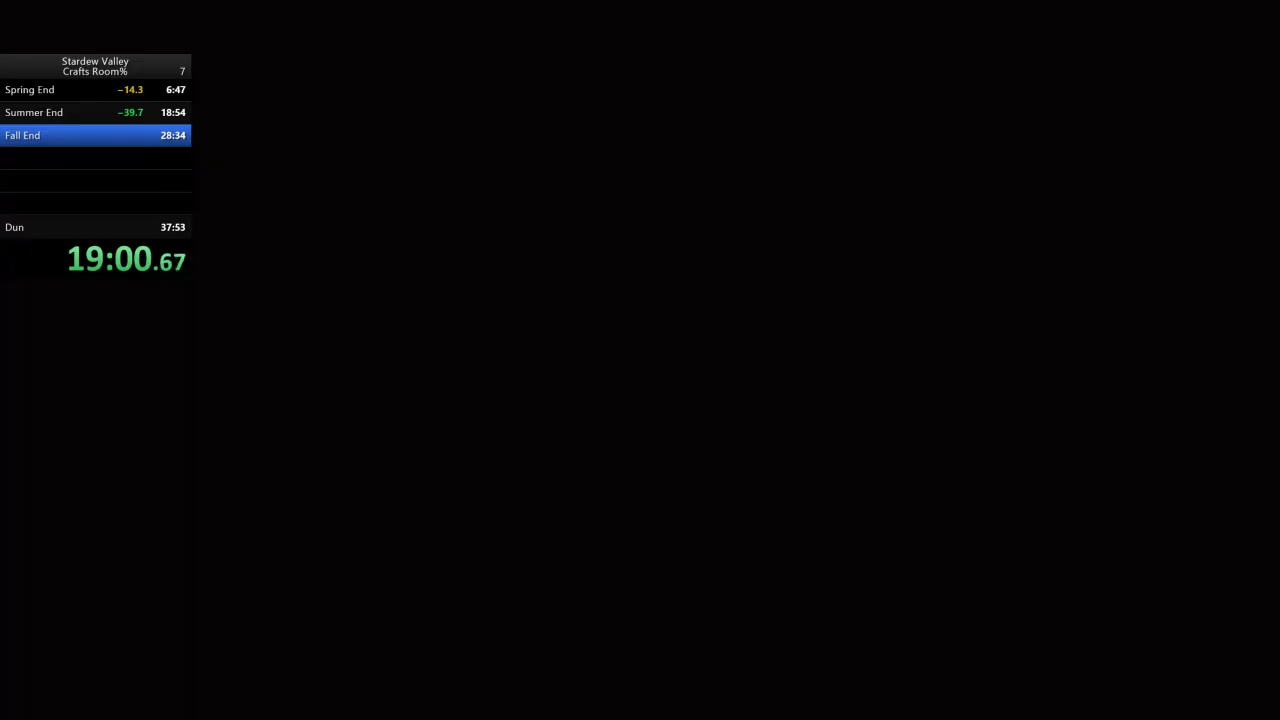 Stardew Valley
Crafts Room% 7
Spring End −14.3 6:47
Summer End −39.7 18:54
Fall End 28:34
Dun 37:53
19:00.67